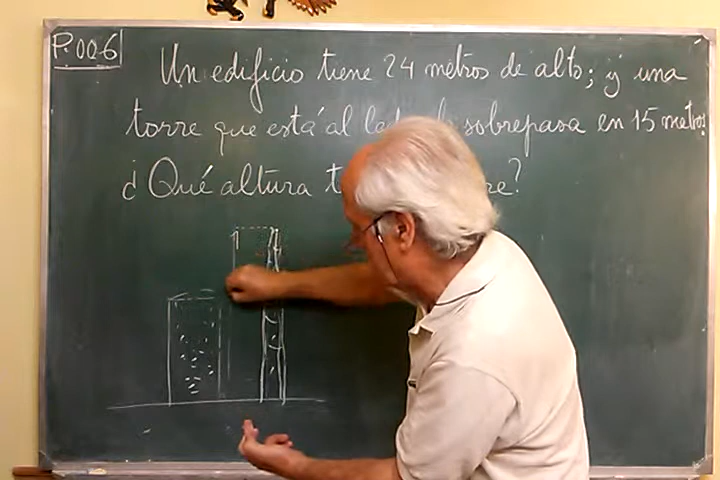 P.006
Un edificio tiene 24 metros de alto; y una
torre que está al sobrepasa en 15 metros
¿Qué altura ?